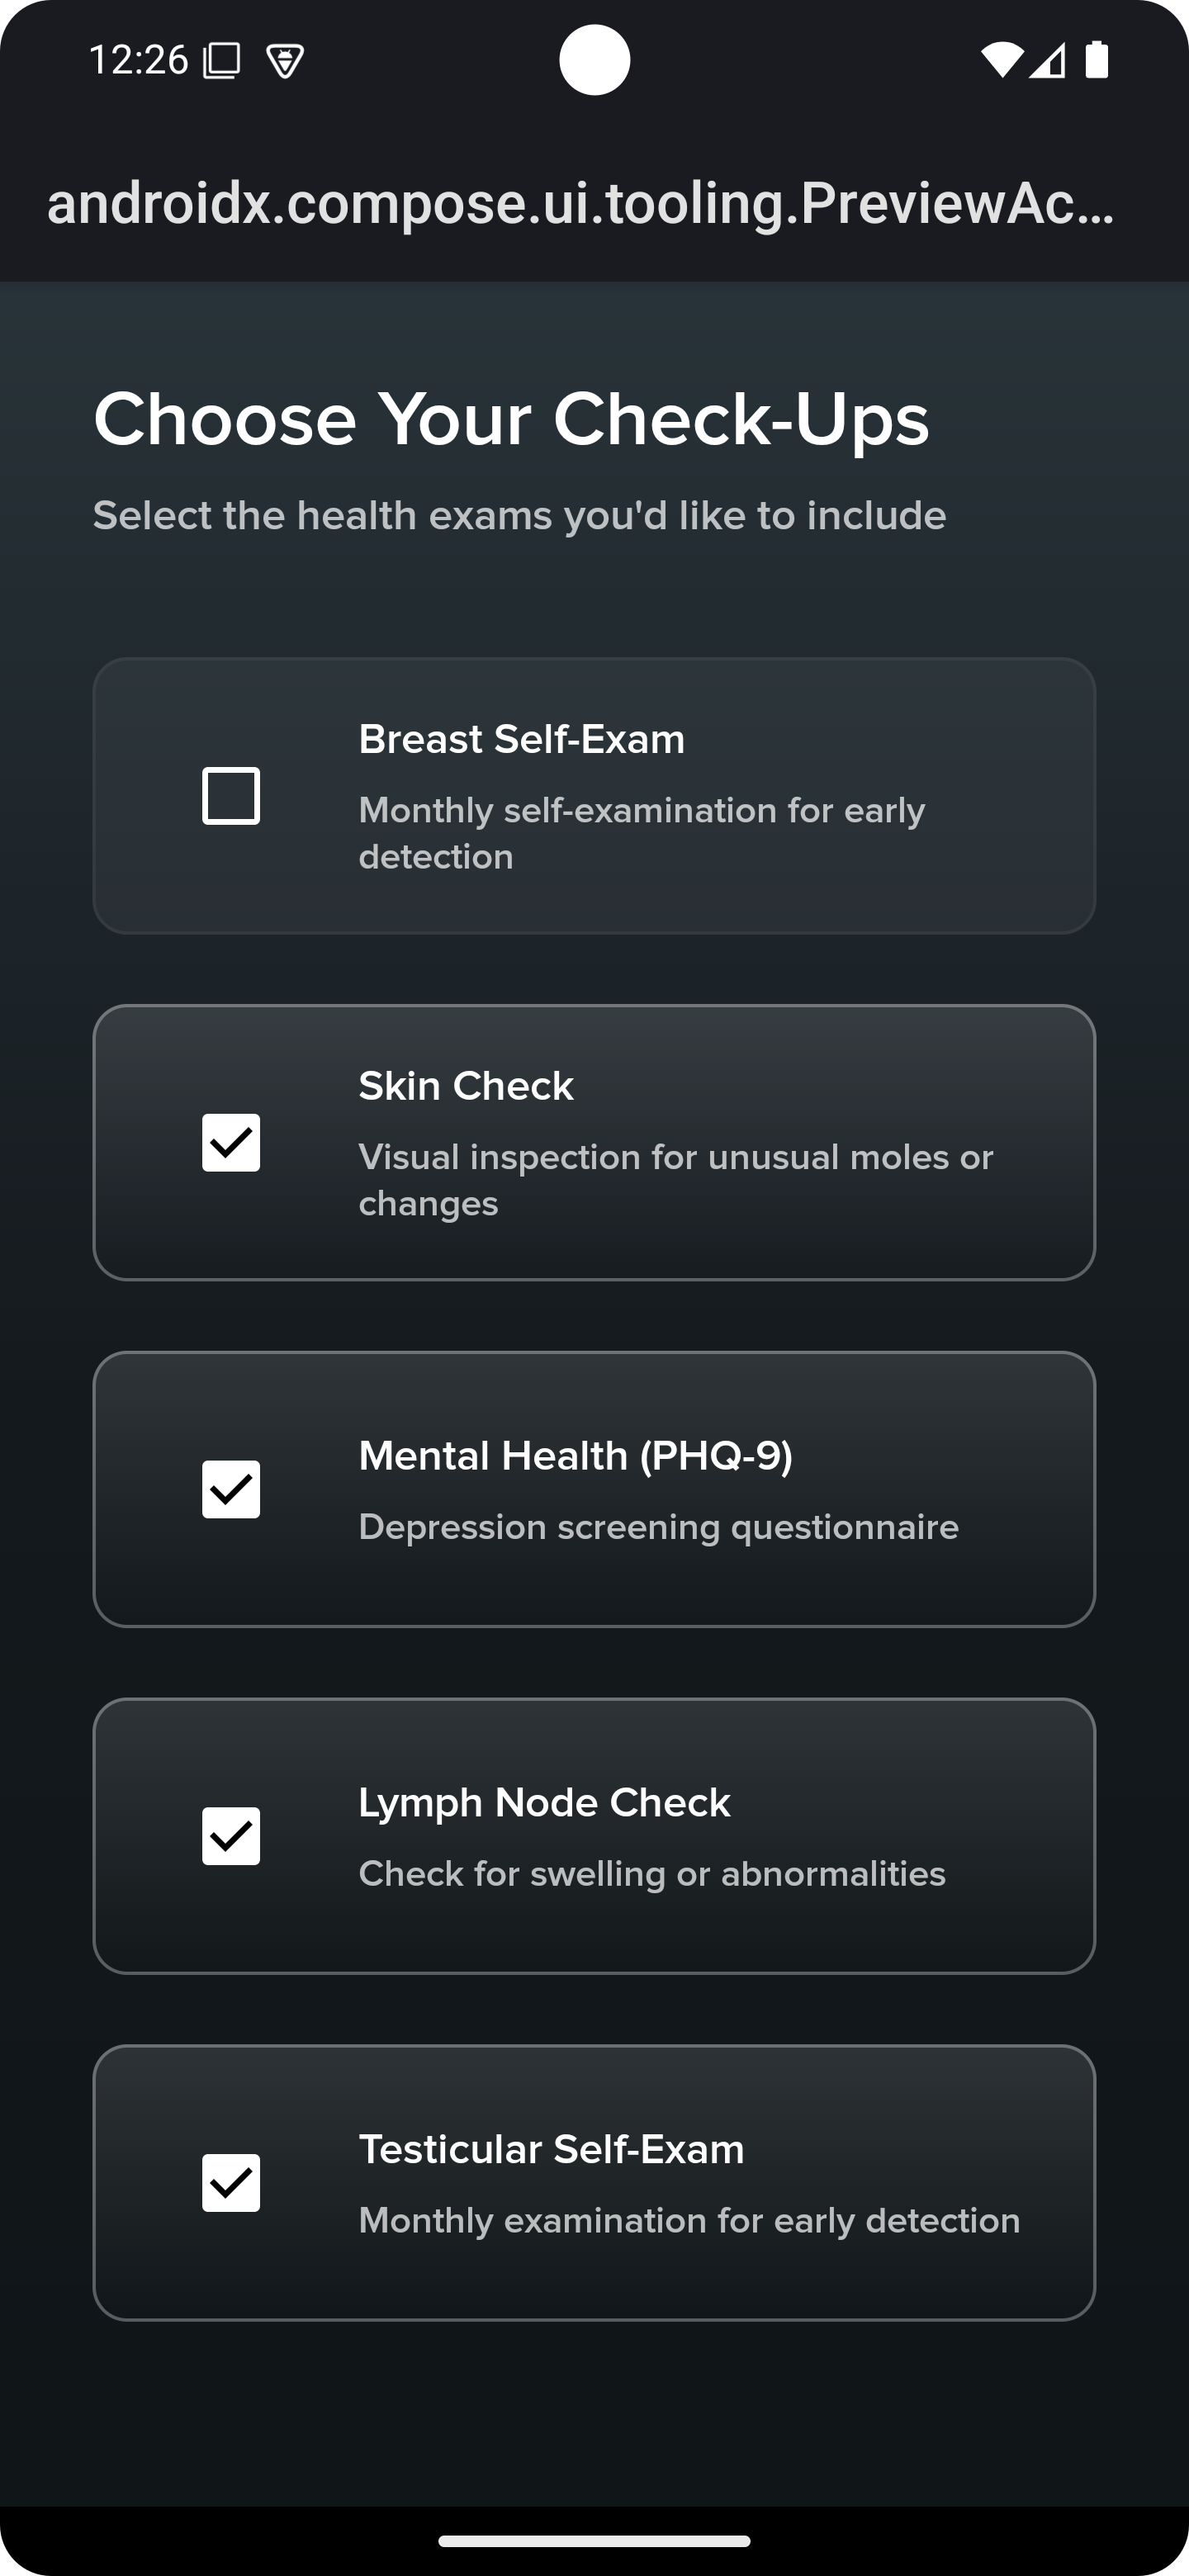 12:26
androidx.compose.ui.tooling.PreviewAc...
Choose Your Check-Ups
Select the health exams you'd like to include
Breast Self-Exam
Monthly self-examination for early
detection
Skin Check
Visual inspection for unusual moles or
changes
Mental Health (PHQ-9)
Depression screening questionnaire
Lymph Node Check
Check for swelling or abnormalities
Testicular Self-Exam
Monthly examination for early detection